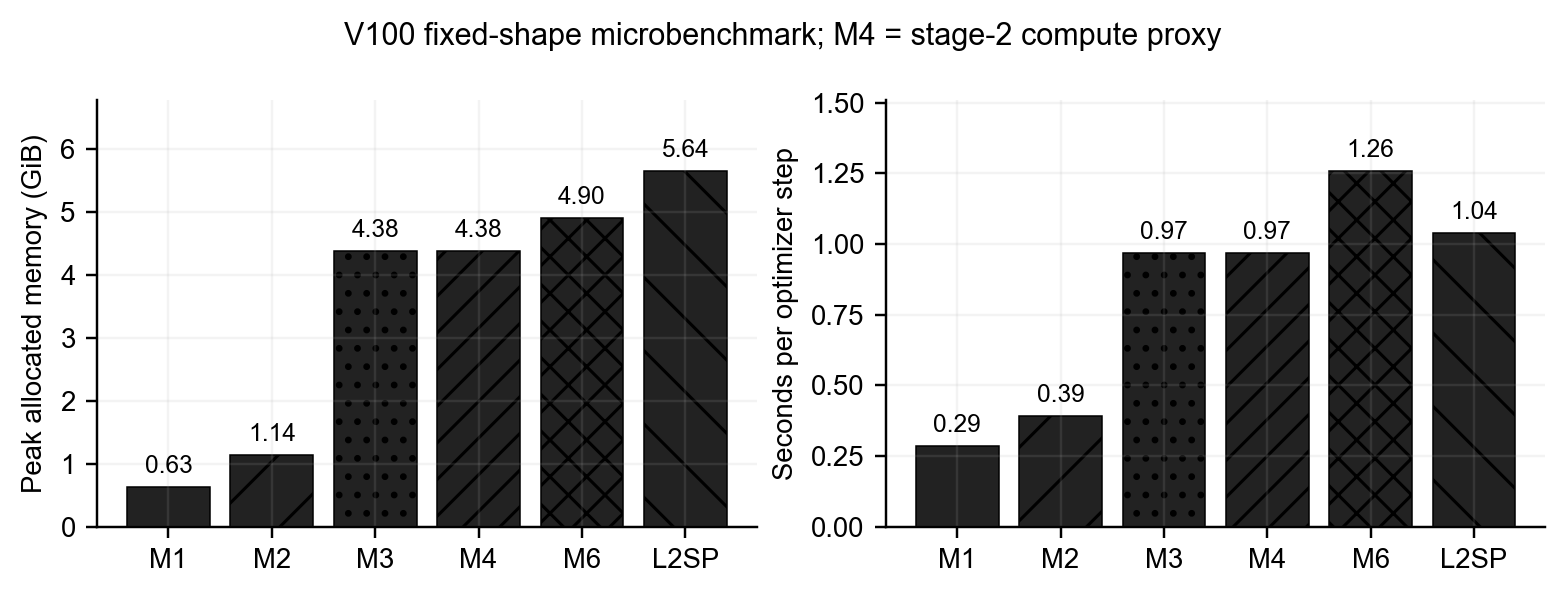 V100 fixed-shape microbenchmark; M4 = stage-2 compute proxy
Peak allocated memory (GiB)
6
5
4
3
2
1
0
0.63
1.14
4.38
4.38
4.90
5.64
M1
M2
M3
M4
M6
L2SP
Seconds per optimizer step
1.50
1.25
1.00
0.75
0.50
0.25
0.00
0.29
0.39
0.97
0.97
1.26
1.04
M1
M2
M3
M4
M6
L2SP